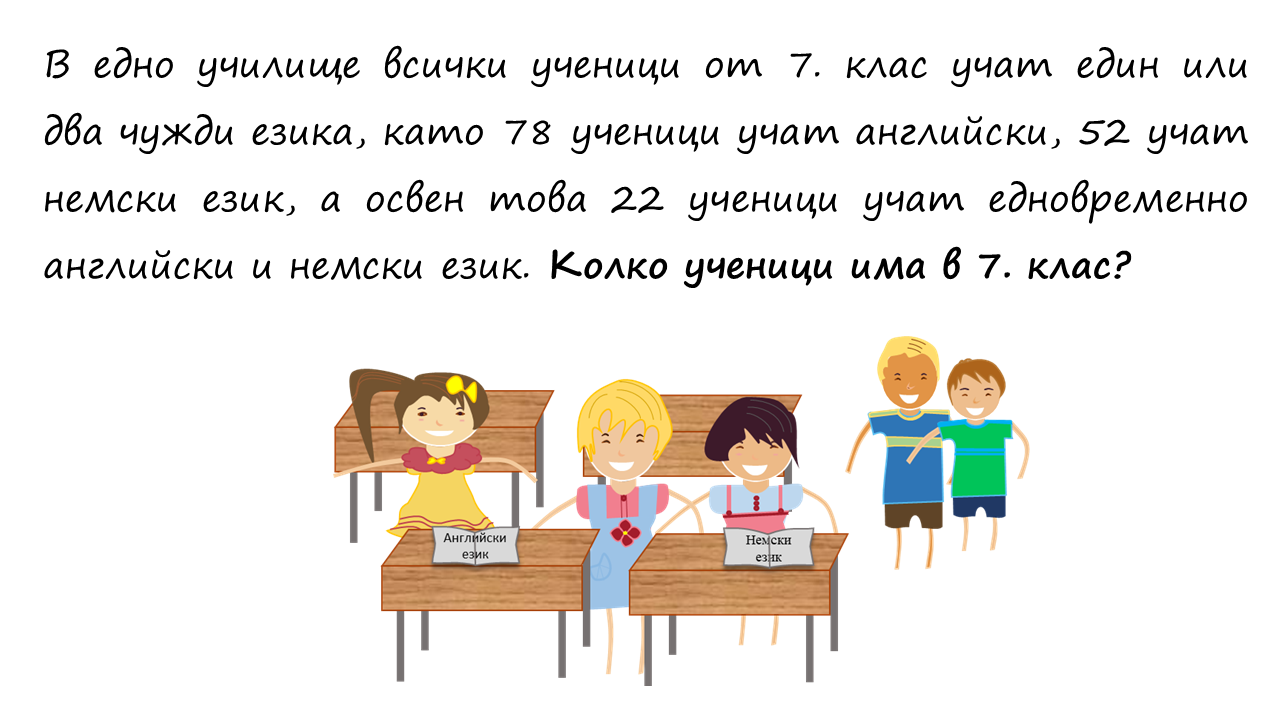 В едно училище всички ученици от 7. клас учат един или
два чужди езика, като 78 ученици учат английски, 52 учат
немски език, а освен това 22 ученици учат едновременно
английски и немски език. Колко ученици има в 7. клас?
Английски
език
Немски
език